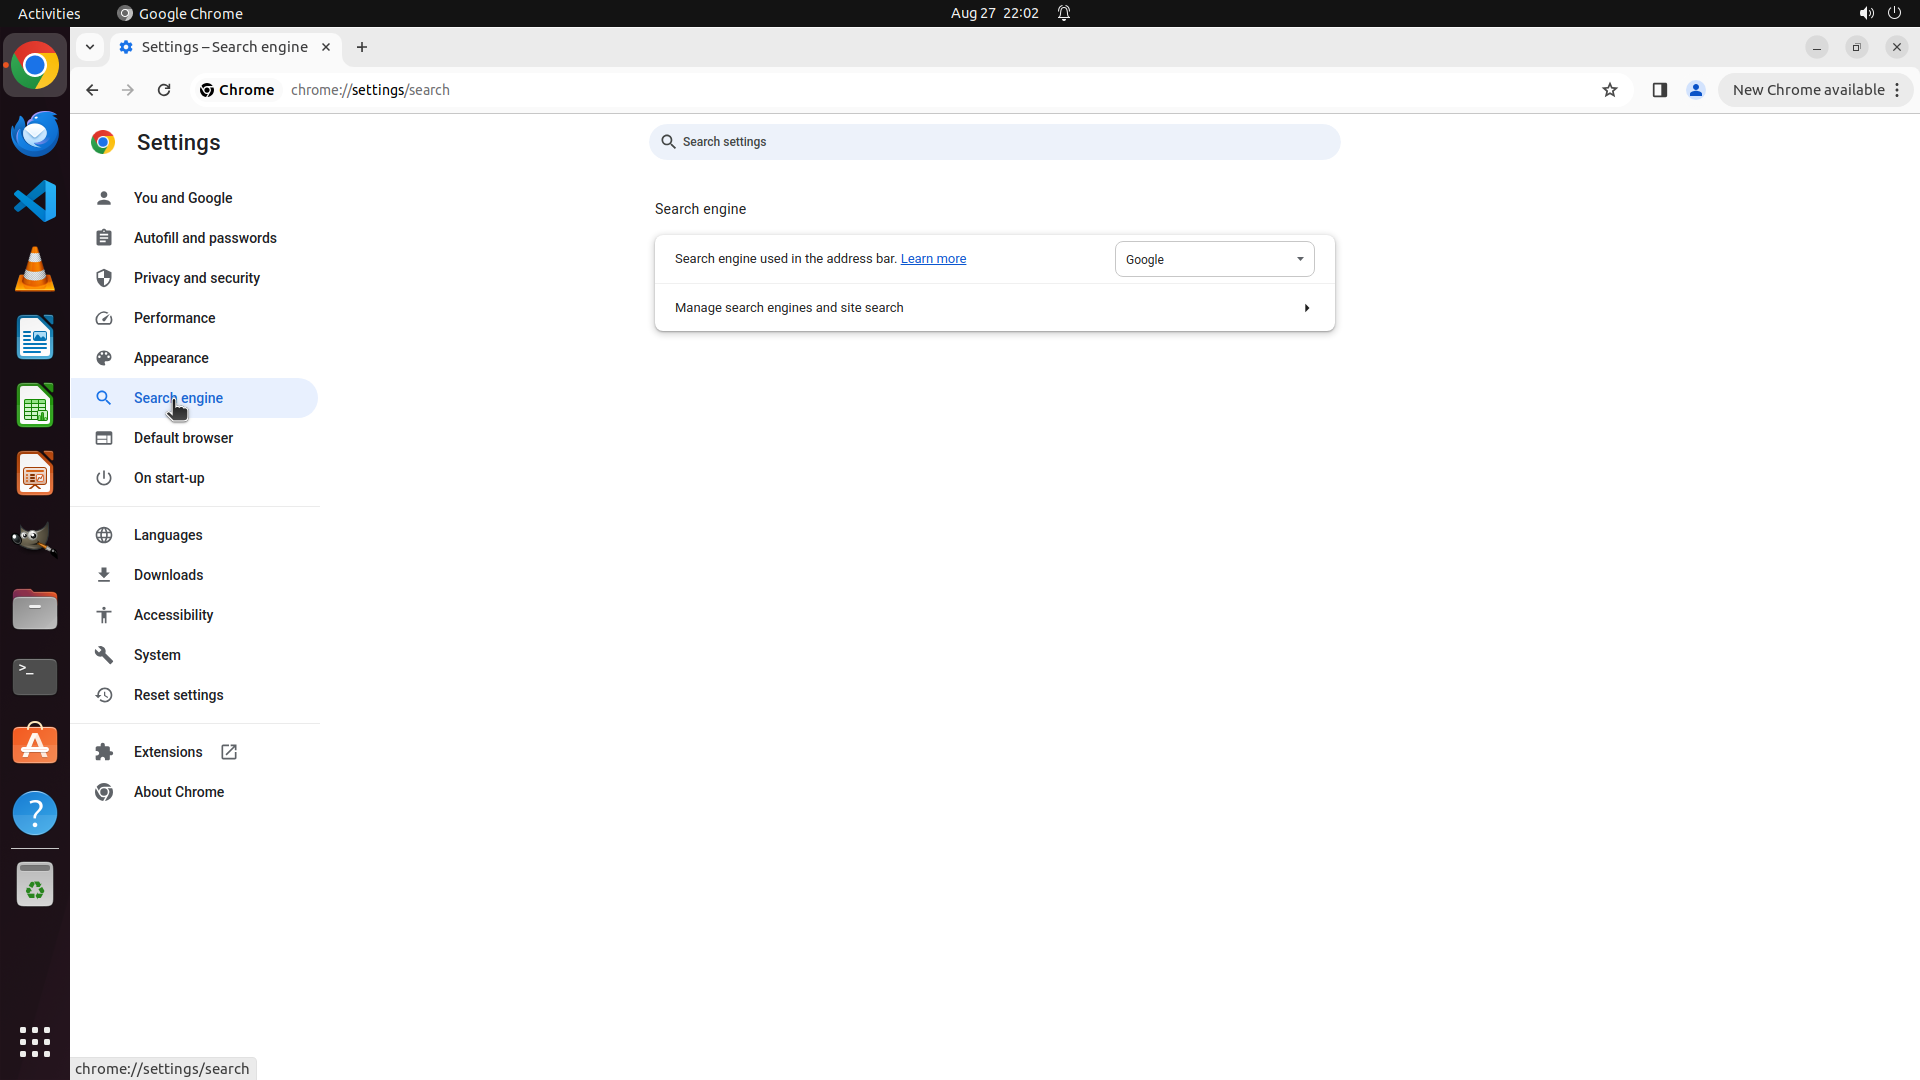 Activities
Google Chrome
Aug 27 22:02
Settings – Search engine
Chrome
chrome://settings/search
New Chrome available
Settings
Search settings
You and Google
Autofill and passwords
Privacy and security
Performance
Appearance
Search engine
Default browser
On start-up
Languages
Downloads
Accessibility
System
Reset settings
Extensions
About Chrome
Search engine
Search engine used in the address bar. Learn more
Google
Manage search engines and site search
chrome://settings/search